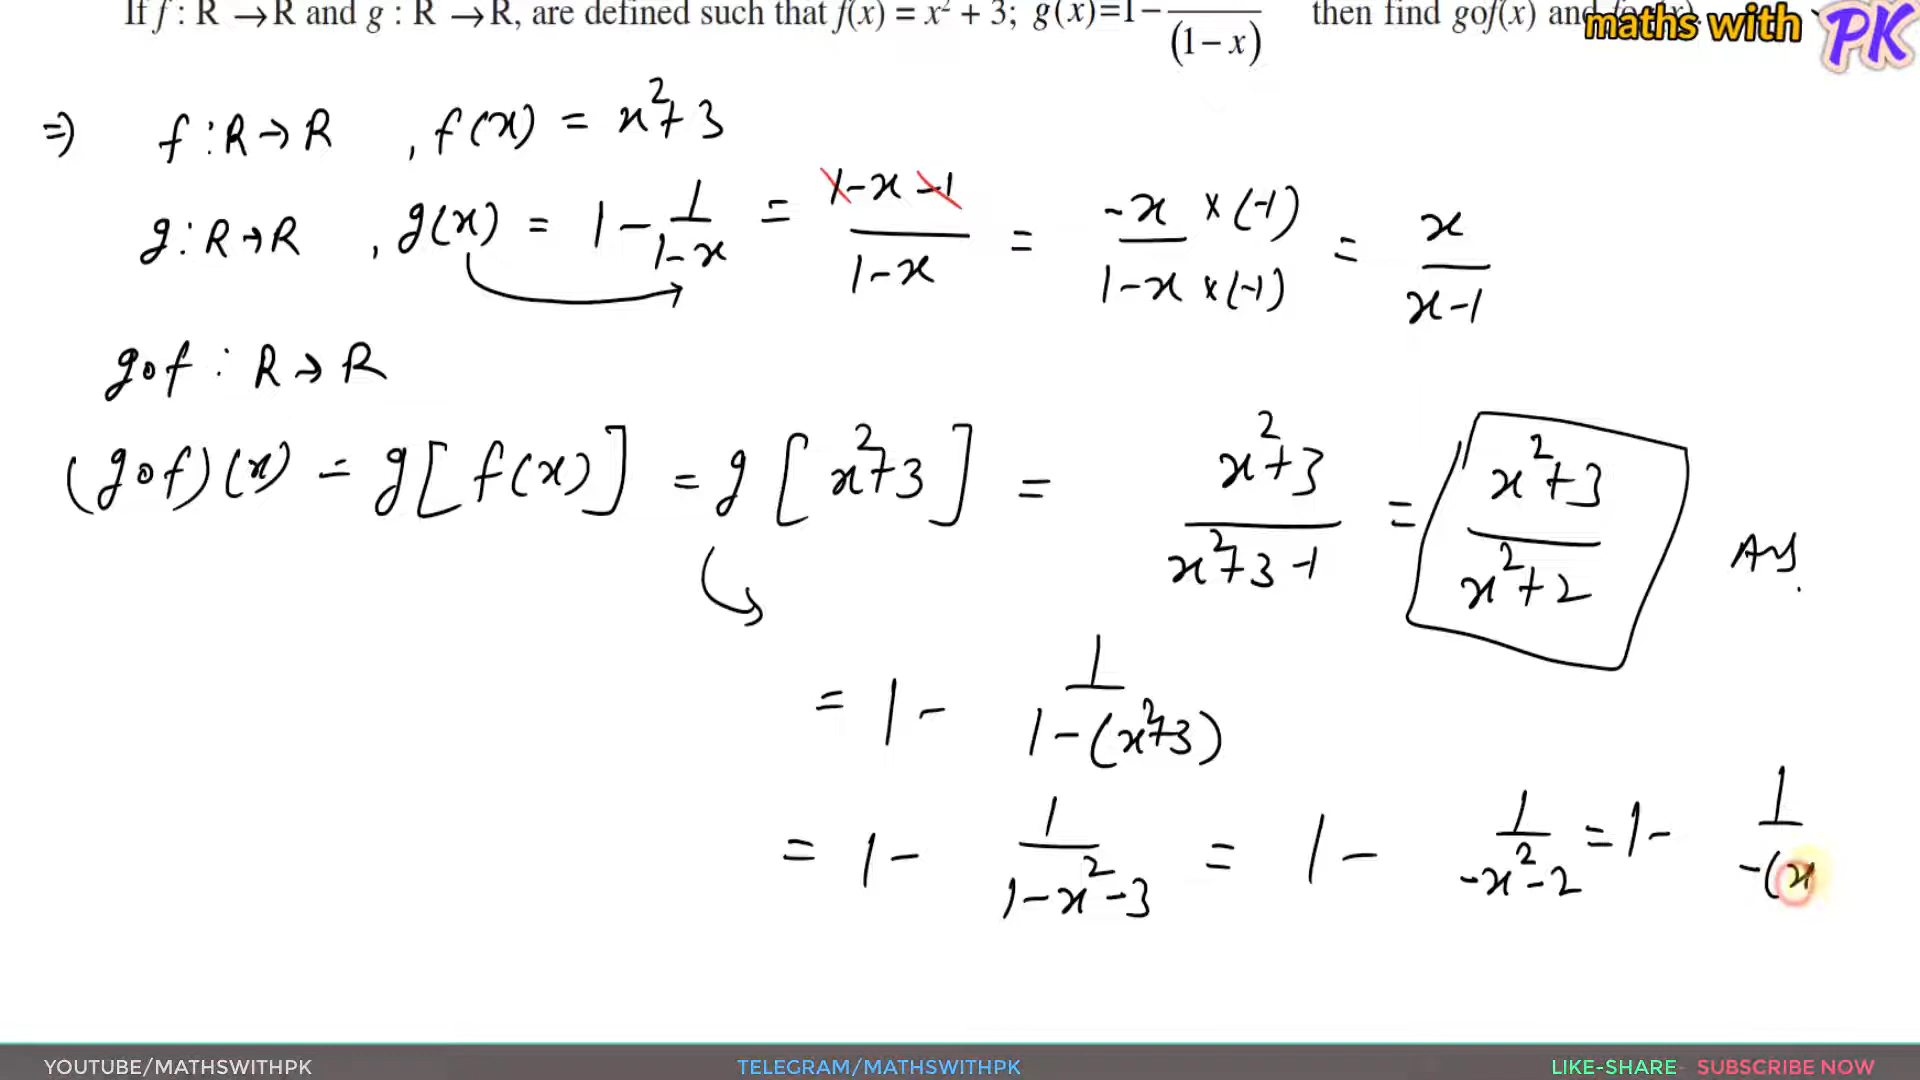 If f : R → R and g : R → R, are defined such that f(x) = x² + 3; g(x)=1− /(1−x) then find gof(x) and
maths with PK
⇒ f : R → R , f(x) = x²+3
g : R → R , g(x) = 1 − 1/(1−x) = (1−x−1)/(1−x) = (−x × (−1))/(1−x × (−1)) = x/(x−1)
gof : R → R
(gof)(x) = g[f(x)] = g[x²+3] = (x²+3)/(x²+3−1) = (x²+3)/(x²+2) Ans.
= 1 − 1/(1−(x²+3))
= 1 − 1/(1−x²−3) = 1 − 1/(−x²−2) = 1 − 1/(−(x
YOUTUBE/MATHSWITHPK TELEGRAM/MATHSWITHPK LIKE-SHARE- SUBSCRIBE NOW